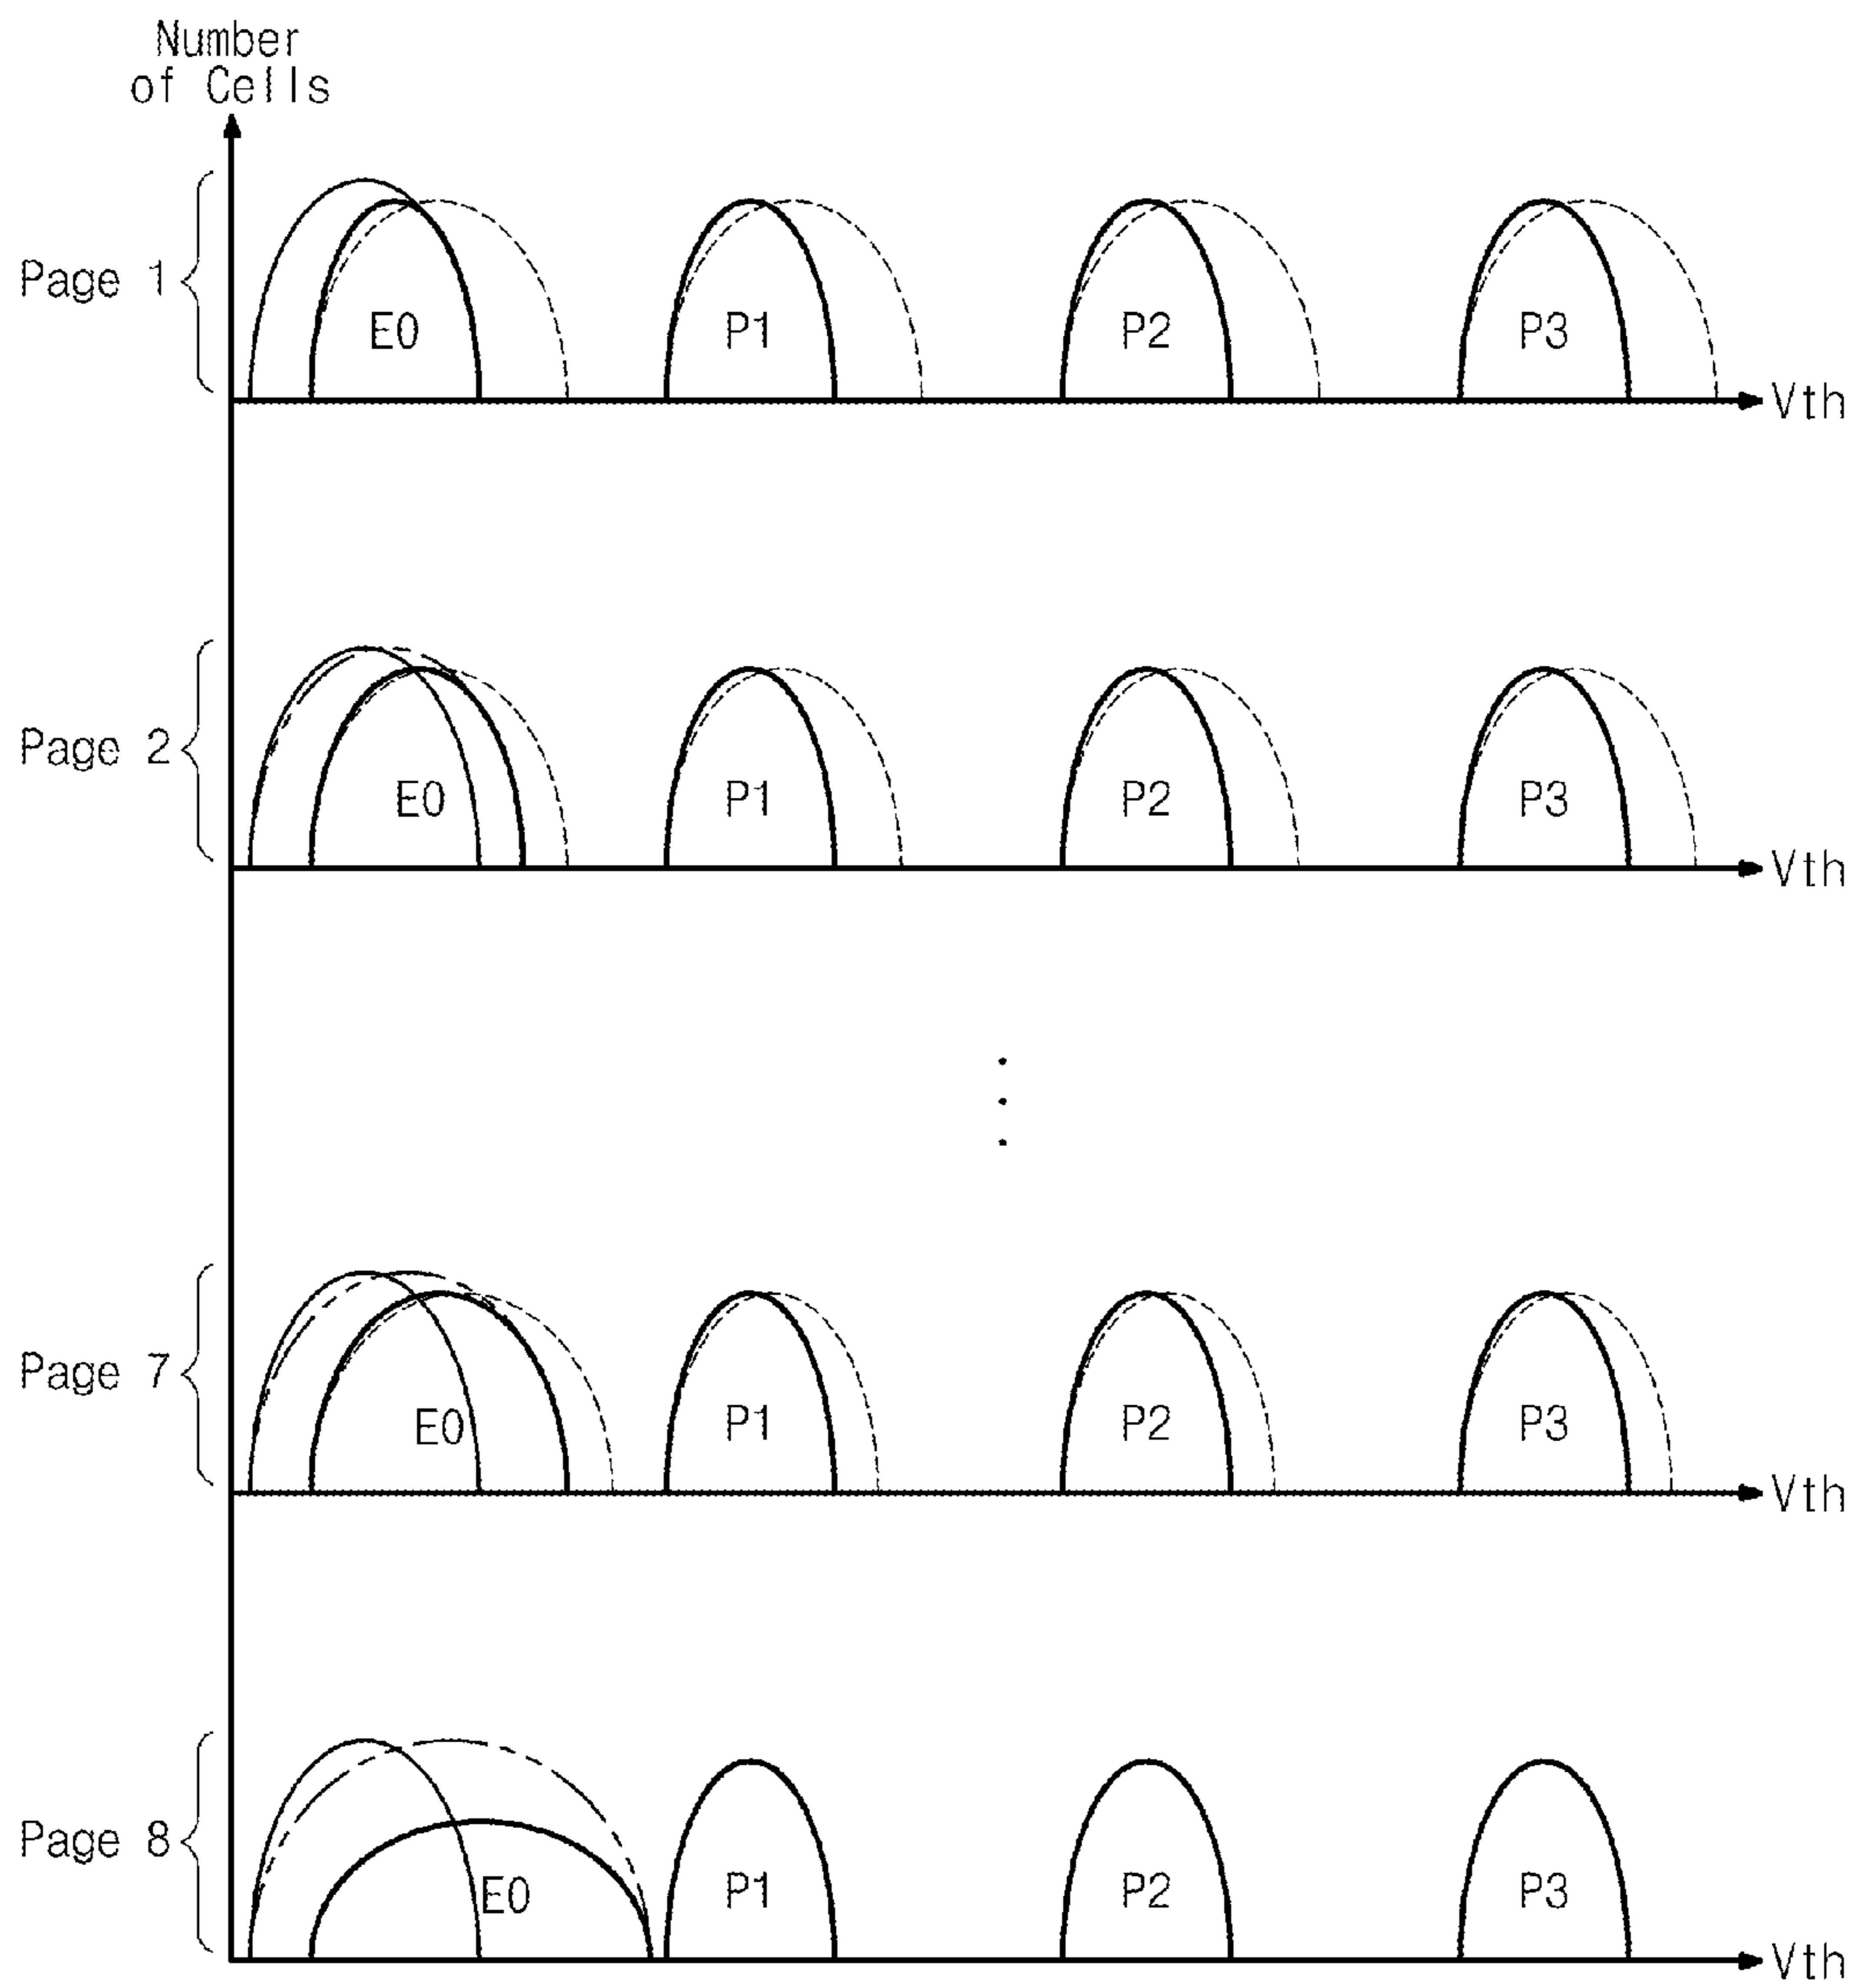 Number
of Cells
Page 1
E0
P1
P2
P3
Vth
Page 2
E0
P1
P2
P3
Vth
Page 7
E0
P1
P2
P3
Vth
Page 8
E0
P1
P2
P3
Vth